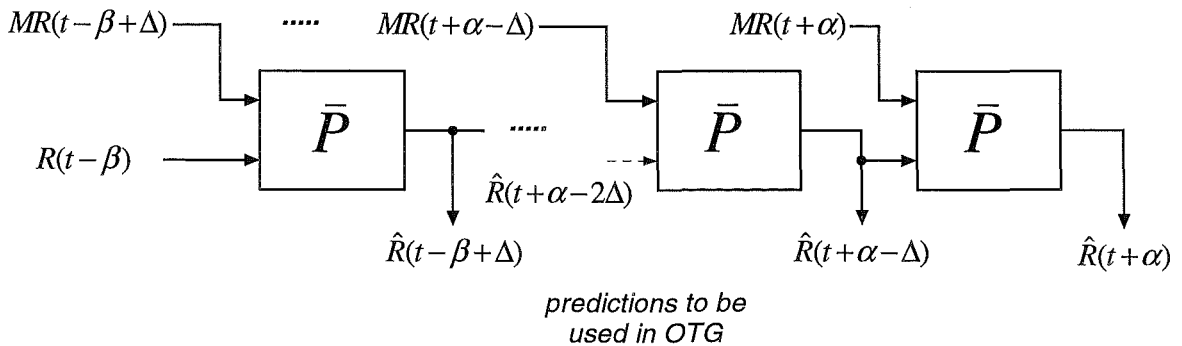 MR(t−β+Δ) ..... MR(t+α−Δ) MR(t+α)
P̄ P̄ P̄
.....
R(t−β)
R̂(t+α−2Δ)
R̂(t−β+Δ) R̂(t+α−Δ) R̂(t+α)
predictions to be
used in OTG